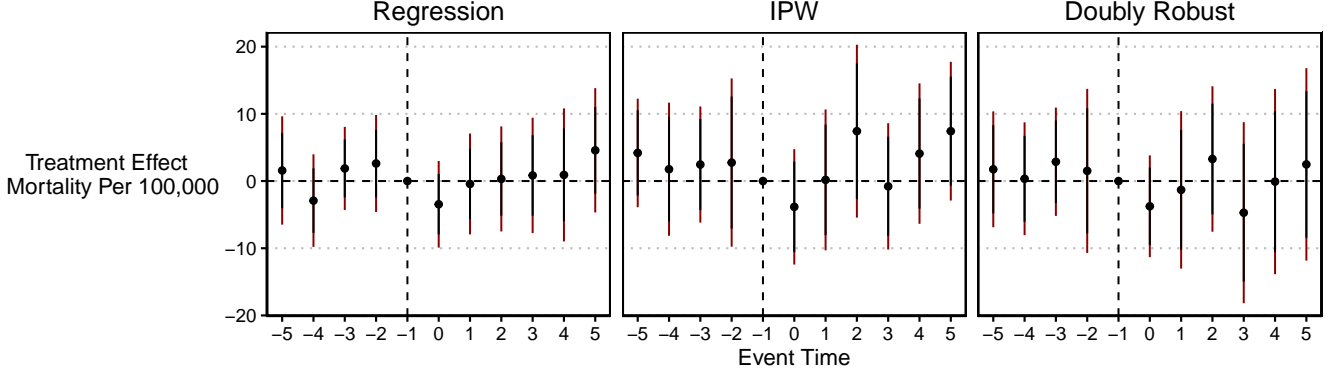 Regression IPW Doubly Robust
20
10
Treatment Effect
Mortality Per 100,000
0
−10
−20
−5 −4 −3 −2 −1 0 1 2 3 4 5 −5 −4 −3 −2 −1 0 1 2 3 4 5 −5 −4 −3 −2 −1 0 1 2 3 4 5
Event Time